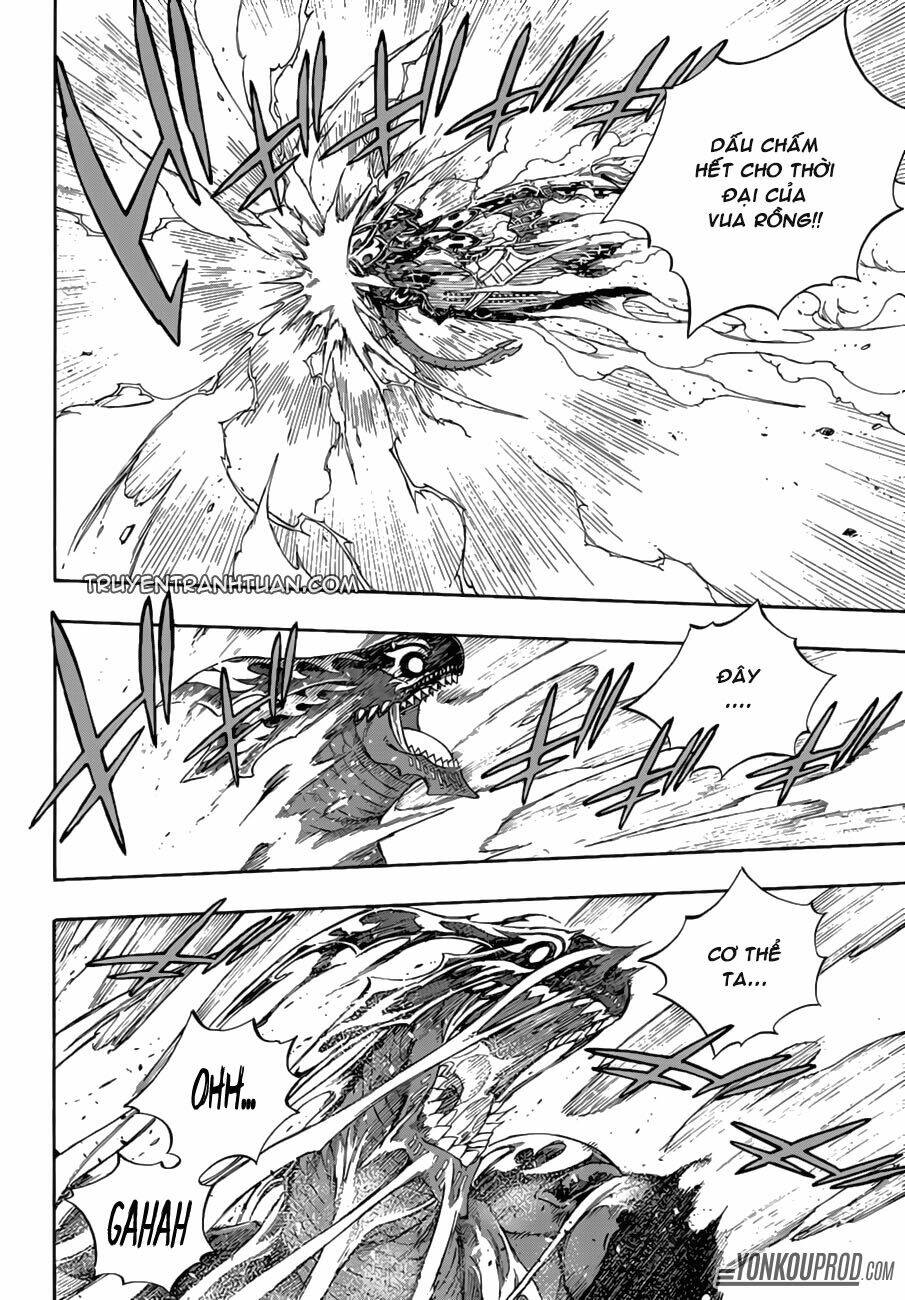 DẤU CHẤM
HẾT CHO THỜI
ĐẠI CỦA
VUA RỒNG!!
TRUYENTRANHTUAN.COM
ĐÂY
....
CƠ THỂ
TA...
OHH...
GAHAH
YONKOUPROD.COM